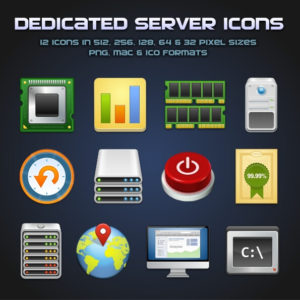 DEDICATED SERVER ICONS
12 ICONS IN 512, 256, 128, 64 & 32 PIXEL SIZES
PNG, MAC & ICO FORMATS
99.99%
C:\